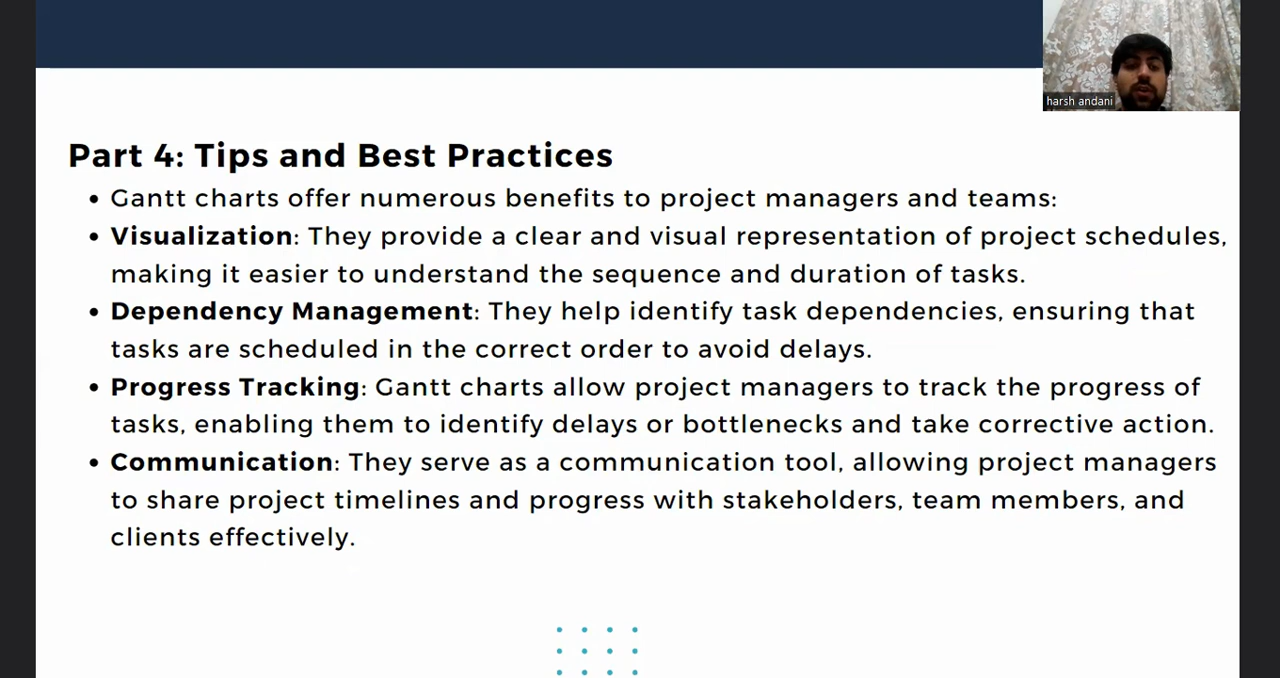 harsh andani
Part 4: Tips and Best Practices
• Gantt charts offer numerous benefits to project managers and teams:
• Visualization: They provide a clear and visual representation of project schedules,
making it easier to understand the sequence and duration of tasks.
• Dependency Management: They help identify task dependencies, ensuring that
tasks are scheduled in the correct order to avoid delays.
• Progress Tracking: Gantt charts allow project managers to track the progress of
tasks, enabling them to identify delays or bottlenecks and take corrective action.
• Communication: They serve as a communication tool, allowing project managers
to share project timelines and progress with stakeholders, team members, and
clients effectively.